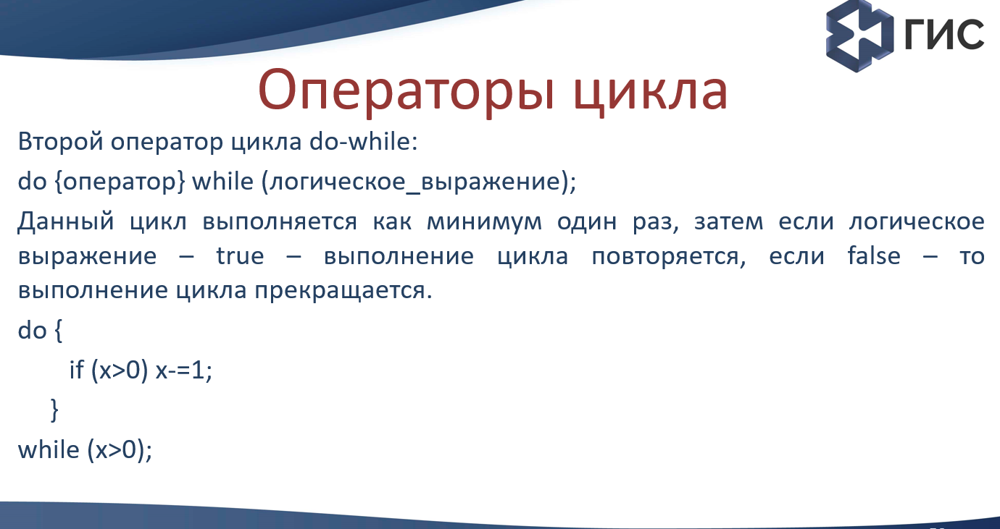 ГИС
Операторы цикла
Второй оператор цикла do-while:
do {оператор} while (логическое_выражение);
Данный цикл выполняется как минимум один раз, затем если логическое
выражение – true – выполнение цикла повторяется, если false – то
выполнение цикла прекращается.
do {
if (x>0) x-=1;
}
while (x>0);